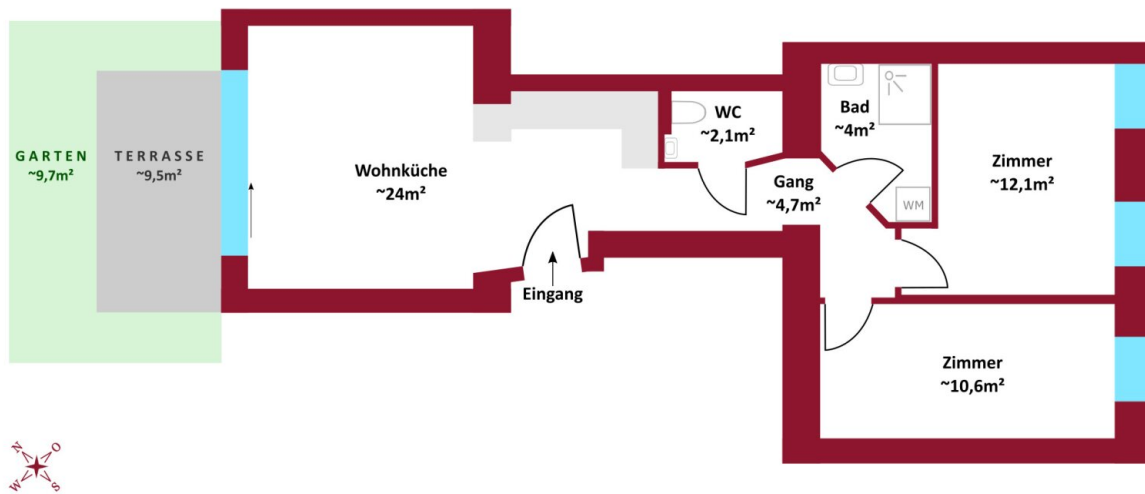 GARTEN
~9,7m²
TERRASSE
~9,5m²
Wohnküche
~24m²
Eingang
WC
~2,1m²
Gang
~4,7m²
Bad
~4m²
WM
Zimmer
~12,1m²
Zimmer
~10,6m²
N
O
W
S